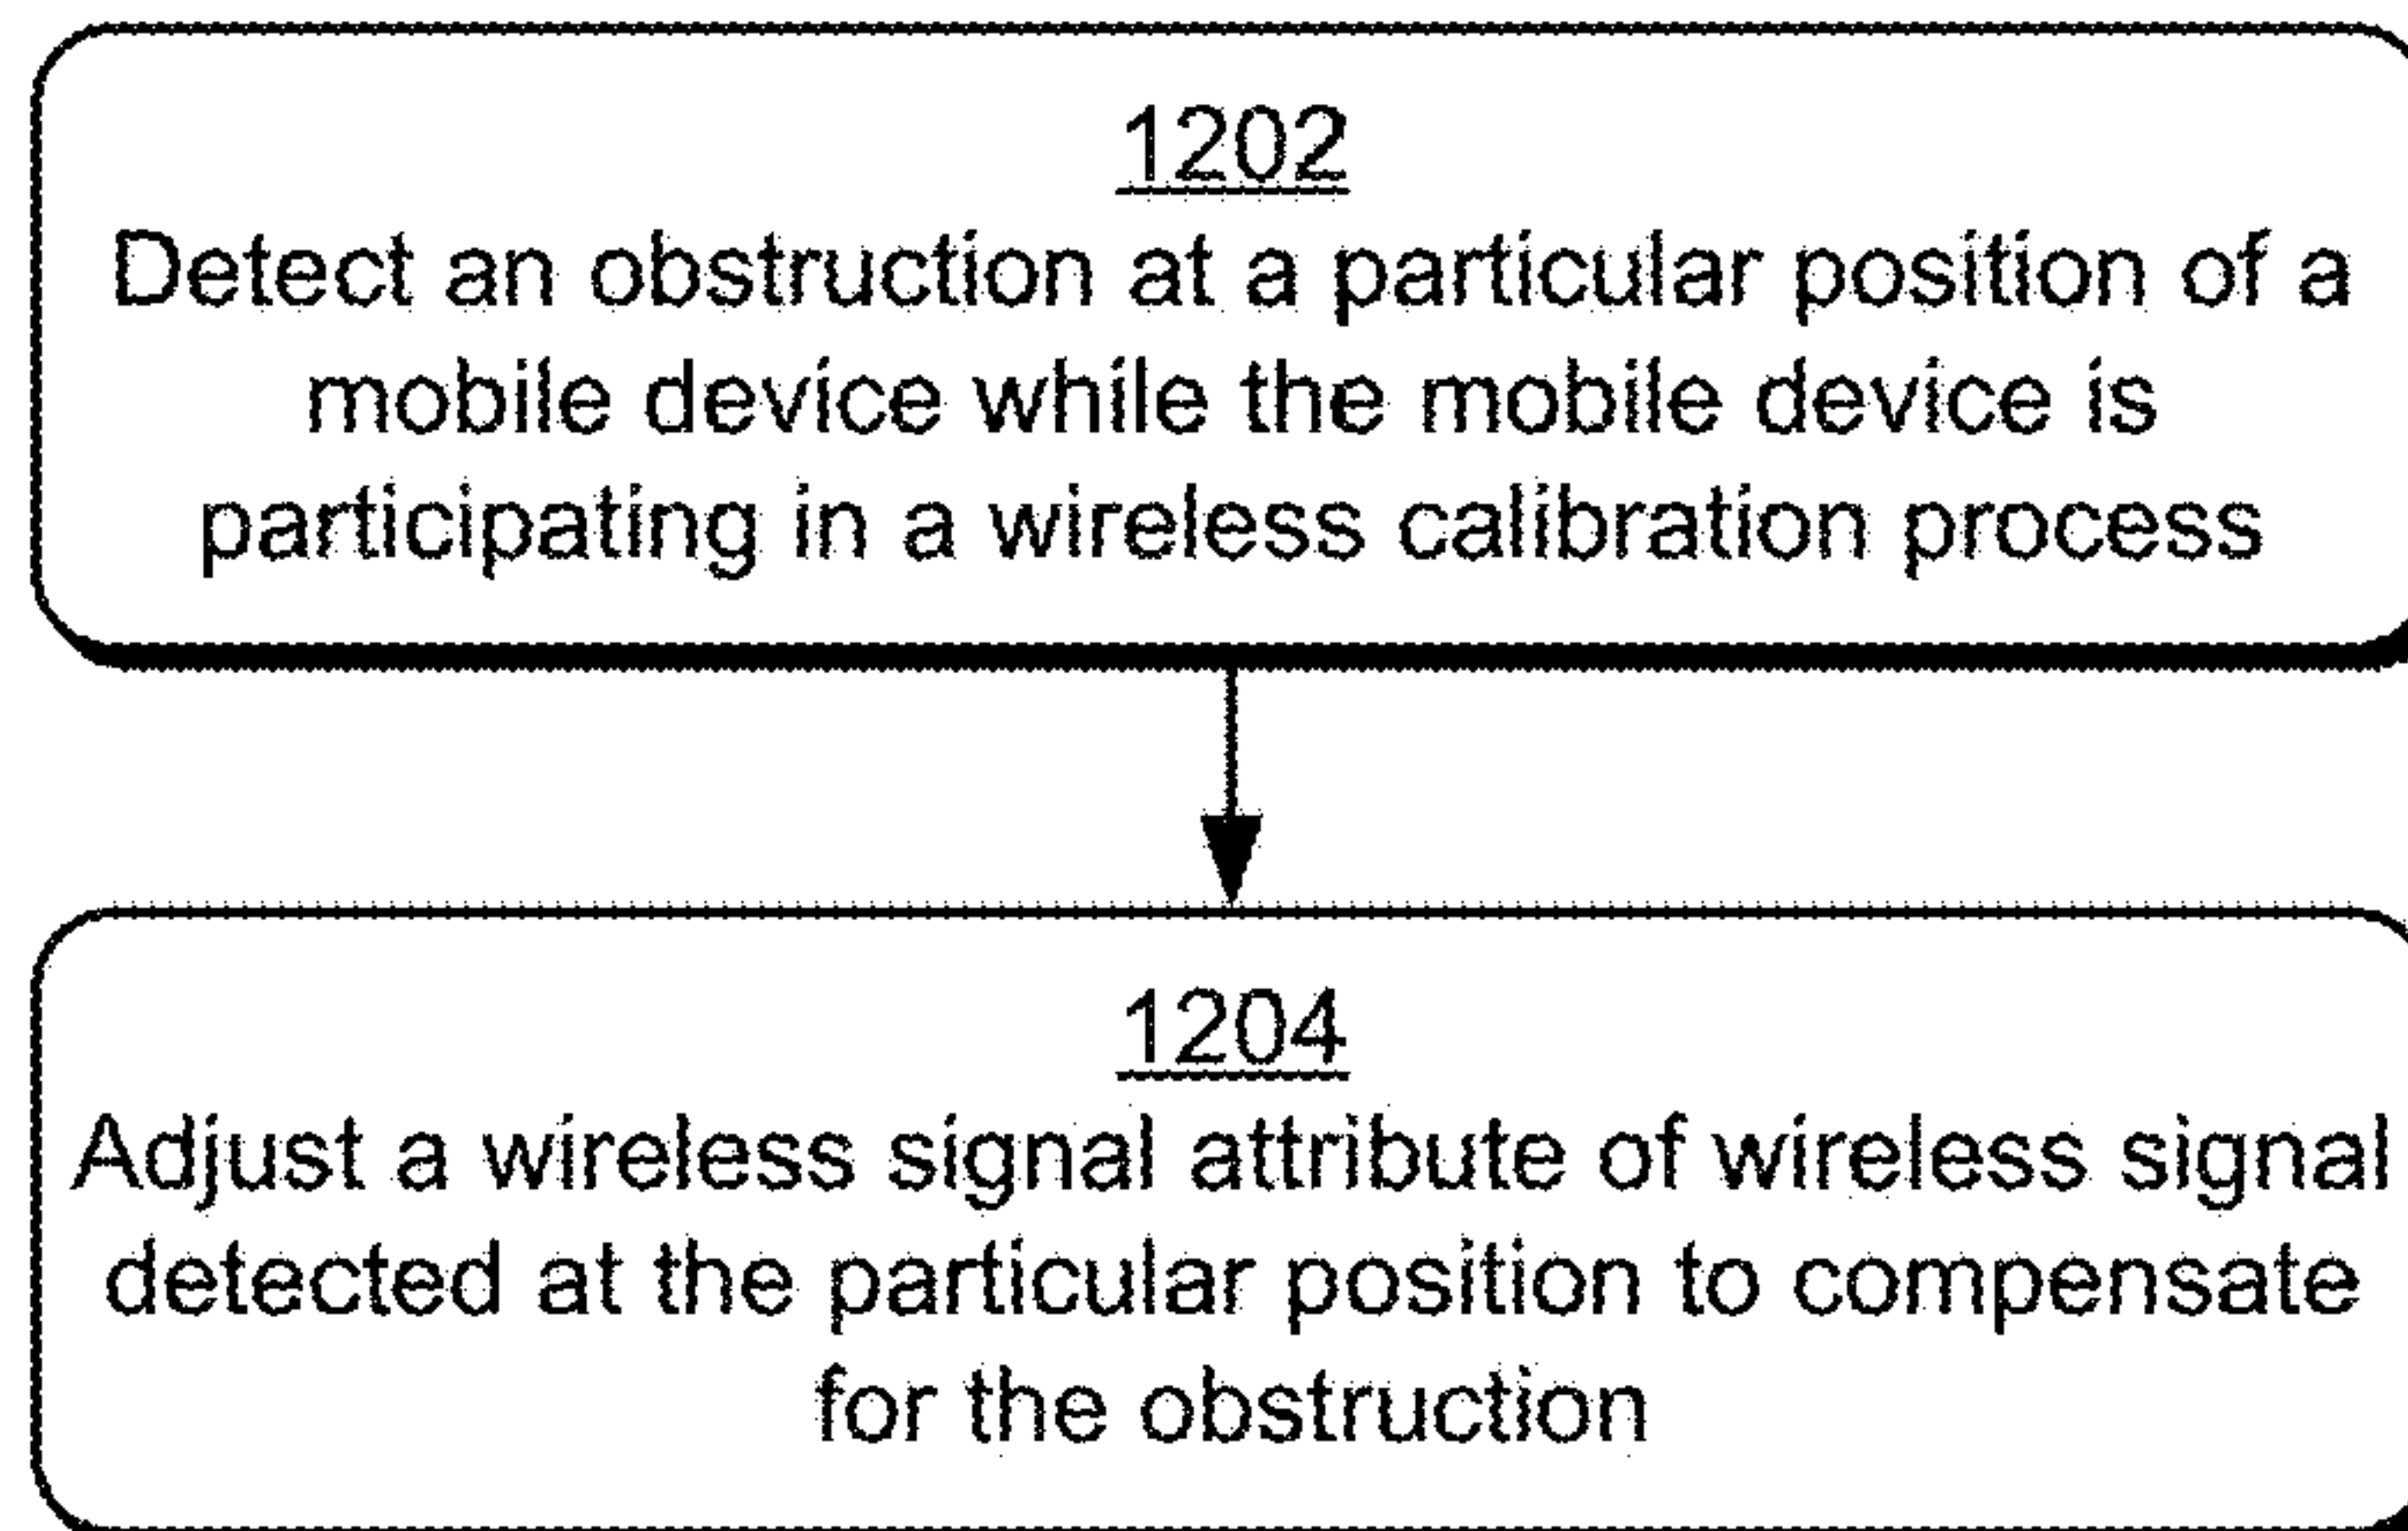 1202
Detect an obstruction at a particular position of a
mobile device while the mobile device is
participating in a wireless calibration process
1204
Adjust a wireless signal attribute of wireless signal
detected at the particular position to compensate
for the obstruction